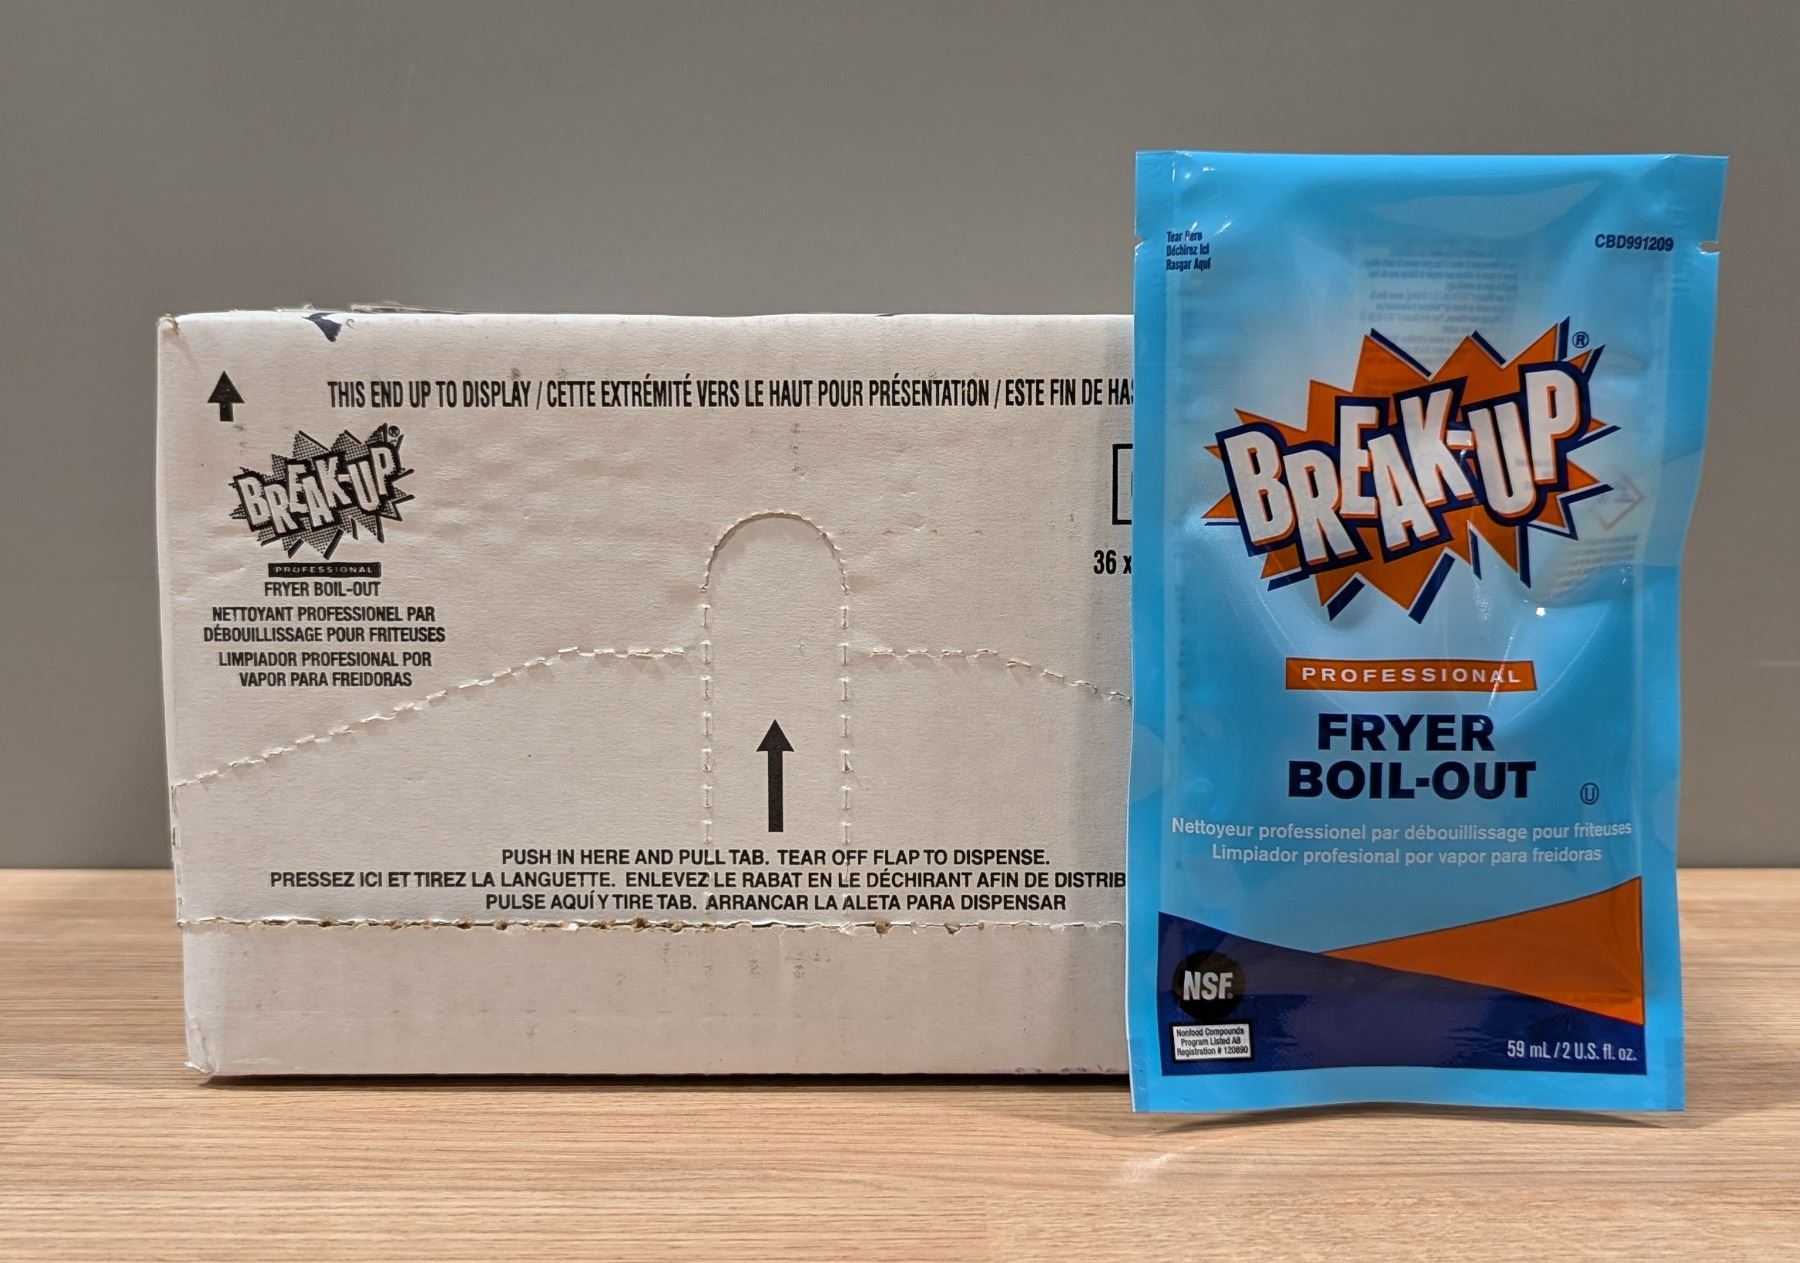 THIS END UP TO DISPLAY / CETTE EXTRÉMITÉ VERS LE HAUT POUR PRÉSENTATION / ESTE FIN DE
BREAK-UP®
PROFESSIONAL
FRYER BOIL-OUT
NETTOYANT PROFESSIONEL PAR
DÉBOUILLISSAGE POUR FRITEUSES
LIMPIADOR PROFESIONAL POR
VAPOR PARA FREIDORAS
36 x
PUSH IN HERE AND PULL TAB. TEAR OFF FLAP TO DISPENSE.
PRESSEZ ICI ET TIREZ LA LANGUETTE. ENLEVEZ LE RABAT EN LE DÉCHIRANT AFIN DE
PULSE AQUÍ Y TIRE TAB. ARRANCAR LA ALETA PARA DISPENSAR
Tear Here
Déchirez Ici
Rasgar Aquí
CBD991209
BREAK-UP®
PROFESSIONAL
FRYER
BOIL-OUT
U
Nettoyeur professionel par débouillissage pour friteuses
Limpiador profesional por vapor para freidoras
NSF
Nonfood Compounds
Program Listed A8
Registration # 120890
59 mL / 2 U.S. fl. oz.